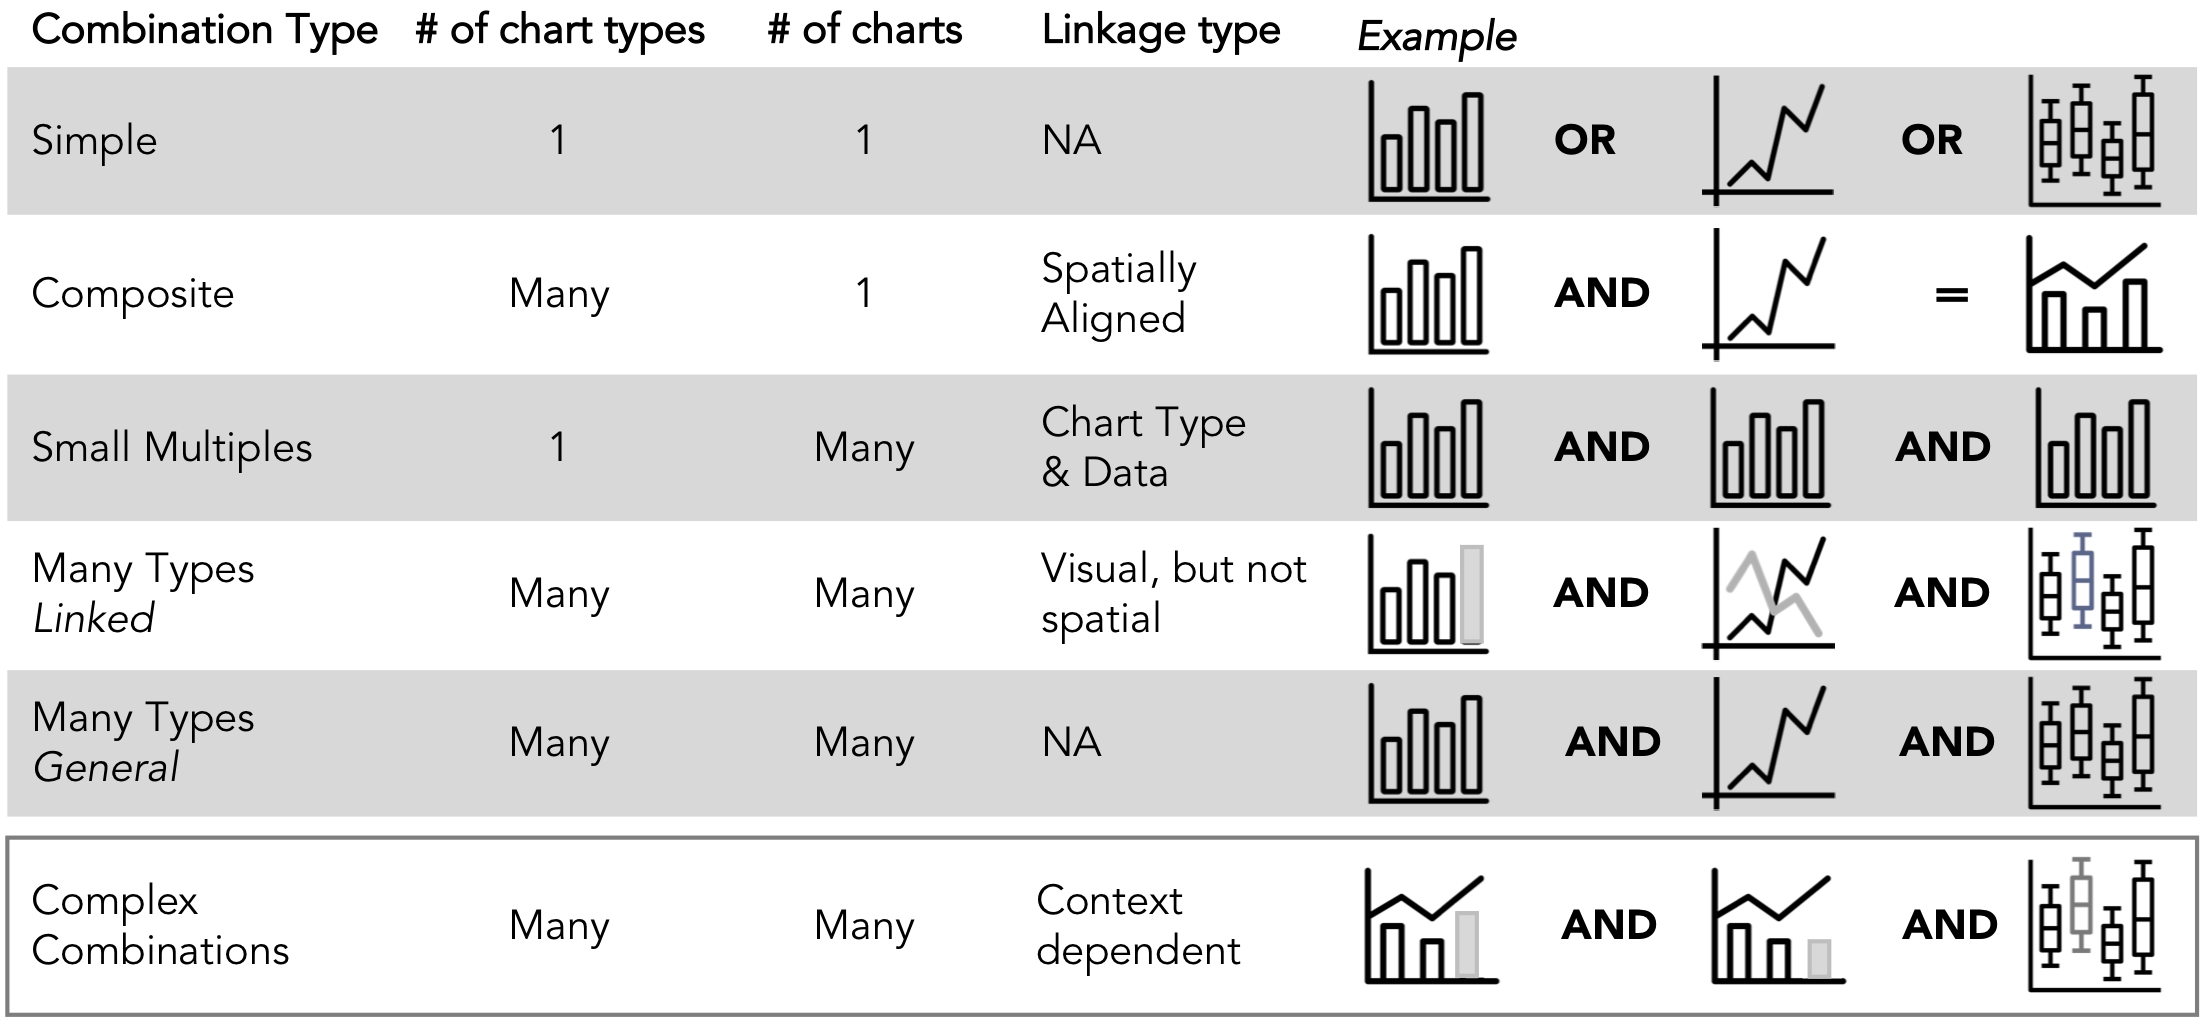 Combination Type # of chart types # of charts Linkage type Example
Simple 1 1 NA OR OR
Composite Many 1 Spatially
Aligned AND =
Small Multiples 1 Many Chart Type
& Data AND AND
Many Types
Linked Many Many Visual, but not
spatial AND AND
Many Types
General Many Many NA AND AND
Complex
Combinations Many Many Context
dependent AND AND